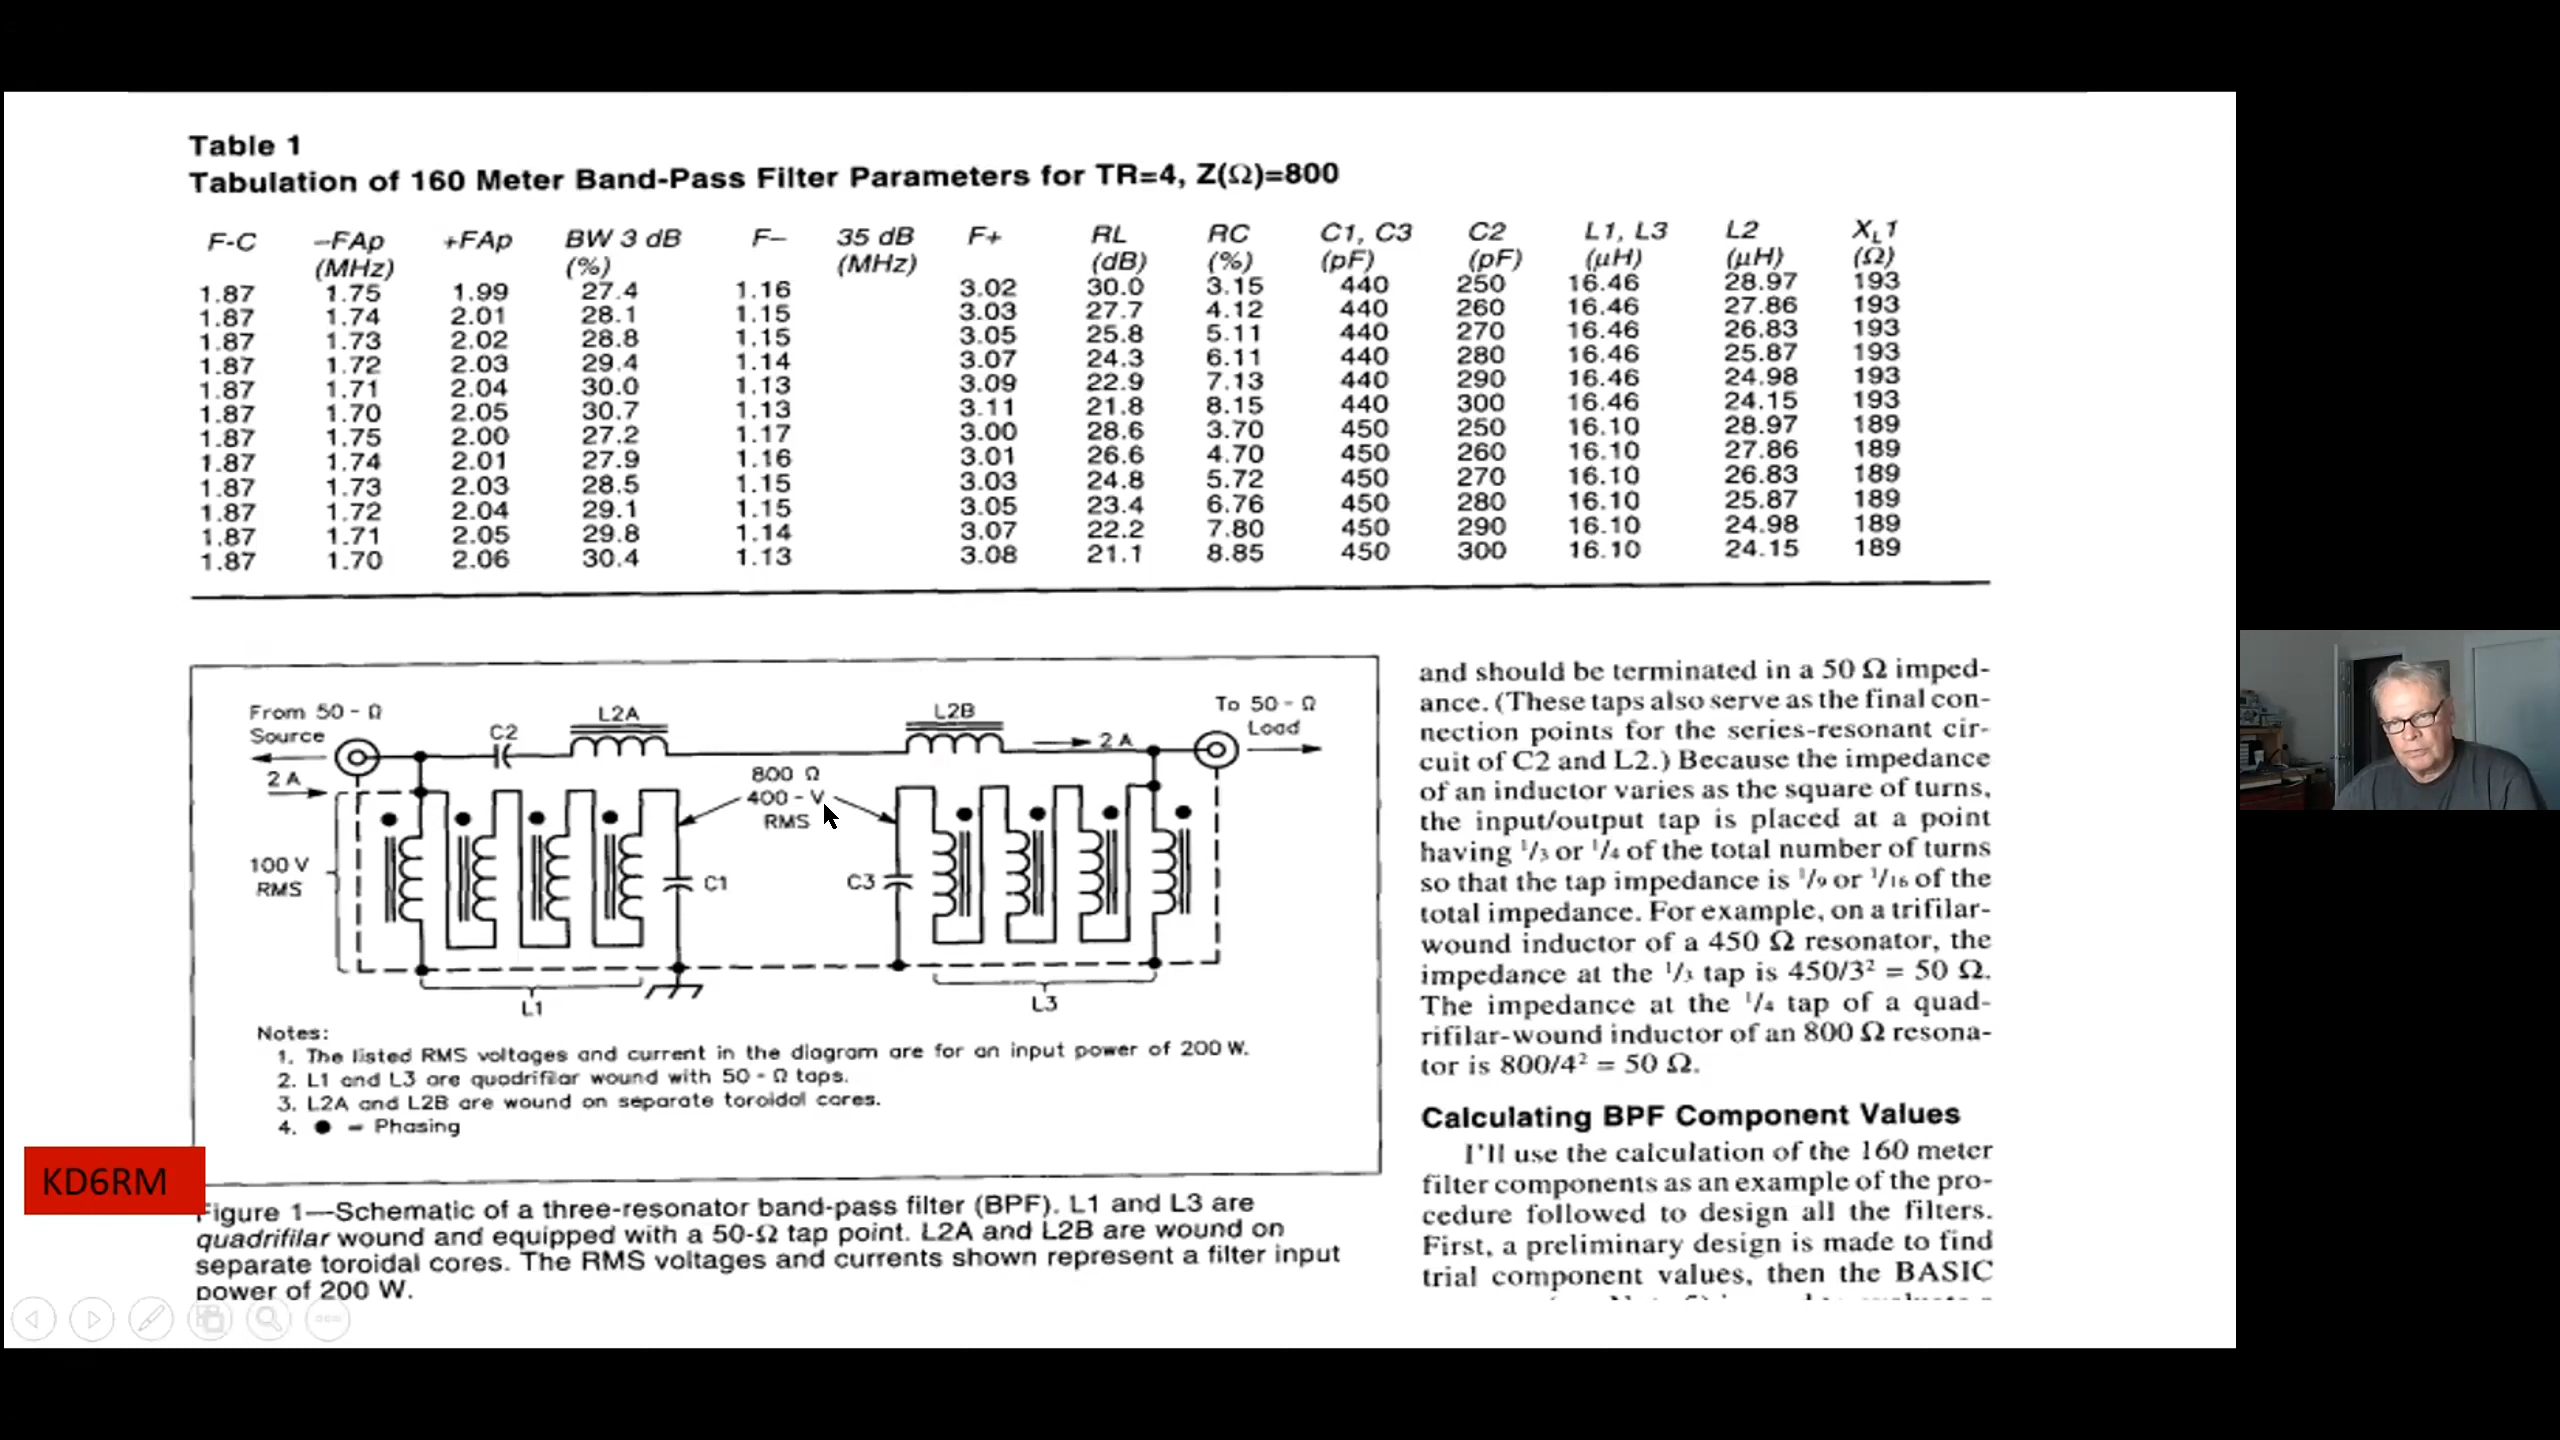 Table 1
Tabulation of 160 Meter Band-Pass Filter Parameters for TR=4, Z(Ω)=800
F-C –FAp +FAp BW 3 dB F– 35 dB F+ RL RC C1, C3 C2 L1, L3 L2 XL1
(MHz) (%) (MHz) (dB) (%) (pF) (pF) (µH) (µH) (Ω)
1.87 1.75 1.99 27.4 1.16 3.02 30.0 3.15 440 250 16.46 28.97 193
1.87 1.74 2.01 28.1 1.15 3.03 27.7 4.12 440 260 16.46 27.86 193
1.87 1.73 2.02 28.8 1.15 3.05 25.8 5.11 440 270 16.46 26.83 193
1.87 1.72 2.03 29.4 1.14 3.07 24.3 6.11 440 280 16.46 25.87 193
1.87 1.71 2.04 30.0 1.13 3.09 22.9 7.13 440 290 16.46 24.98 193
1.87 1.70 2.05 30.7 1.13 3.11 21.8 8.15 440 300 16.46 24.15 193
1.87 1.75 2.00 27.2 1.17 3.00 28.6 3.70 450 250 16.10 28.97 189
1.87 1.74 2.01 27.9 1.16 3.01 26.6 4.70 450 260 16.10 27.86 189
1.87 1.73 2.03 28.5 1.15 3.03 24.8 5.72 450 270 16.10 26.83 189
1.87 1.72 2.04 29.1 1.15 3.05 23.4 6.76 450 280 16.10 25.87 189
1.87 1.71 2.05 29.8 1.14 3.07 22.2 7.80 450 290 16.10 24.98 189
1.87 1.70 2.06 30.4 1.13 3.08 21.1 8.85 450 300 16.10 24.15 189
From 50-Ω
Source
2 A
C2
L2A
L2B
2 A
To 50-Ω
Load
800 Ω
400-V
RMS
100 V
RMS
C1
C3
L1
L3
Notes:
1. The listed RMS voltages and current in the diagram are for an input power of 200 W.
2. L1 and L3 are quadrifilar wound with 50-Ω taps.
3. L2A and L2B are wound on separate toroidal cores.
4. ● = Phasing
KD6RM
Figure 1—Schematic of a three-resonator band-pass filter (BPF). L1 and L3 are
quadrifilar wound and equipped with a 50-Ω tap point. L2A and L2B are wound on
separate toroidal cores. The RMS voltages and currents shown represent a filter input
power of 200 W.
and should be terminated in a 50 Ω imped-
ance. (These taps also serve as the final con-
nection points for the series-resonant cir-
cuit of C2 and L2.) Because the impedance
of an inductor varies as the square of turns,
the input/output tap is placed at a point
having 1/3 or 1/4 of the total number of turns
so that the tap impedance is 1/9 or 1/16 of the
total impedance. For example, on a trifilar-
wound inductor of a 450 Ω resonator, the
impedance at the 1/3 tap is 450/3² = 50 Ω.
The impedance at the 1/4 tap of a quad-
rifilar-wound inductor of an 800 Ω resona-
tor is 800/4² = 50 Ω.
Calculating BPF Component Values
I'll use the calculation of the 160 meter
filter components as an example of the pro-
cedure followed to design all the filters.
First, a preliminary design is made to find
trial component values, then the BASIC